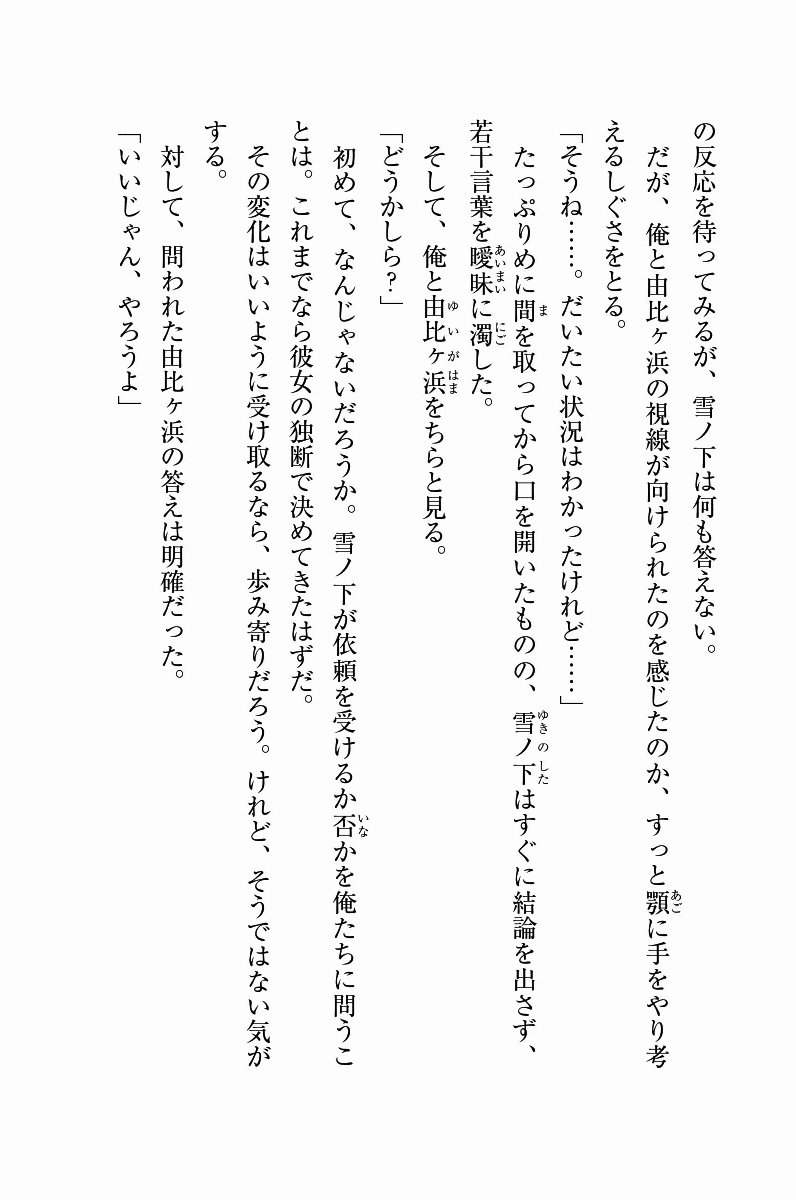 の反応を待ってみるが、雪ノ下は何も答えない。
だが、俺と由比ヶ浜の視線が向けられたのを感じたのか、すっと顎に手をやり考
えるしぐさをとる。
「そうね……。だいたい状況はわかったけれど……」
たっぷりめに間を取ってから口を開いたものの、雪ノ下はすぐに結論を出さず、
若干言葉を曖昧に濁した。
そして、俺と由比ヶ浜をちらと見る。
「どうかしら？」
初めて、なんじゃないだろうか。雪ノ下が依頼を受けるか否かを俺たちに問うこ
とは。これまでなら彼女の独断で決めてきたはずだ。
その変化はいいように受け取るなら、歩み寄りだろう。けれど、そうではない気が
する。
対して、問われた由比ヶ浜の答えは明確だった。
「いいじゃん、やろうよ」